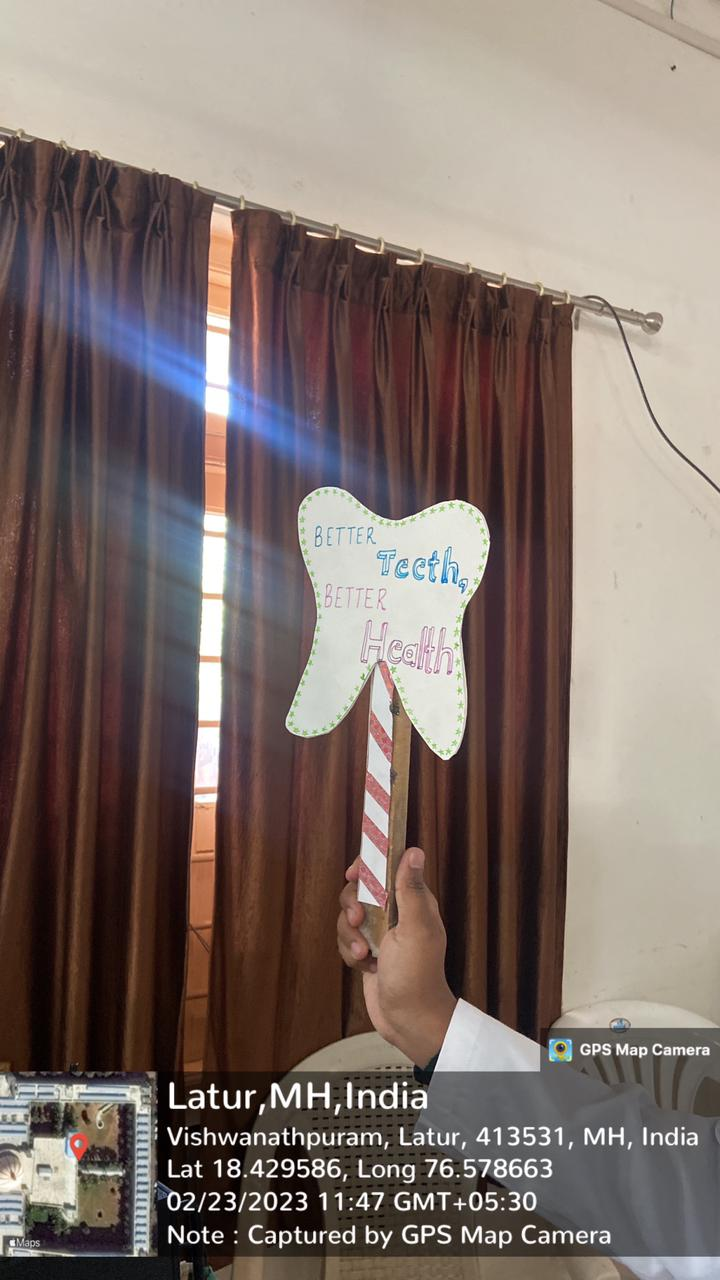 BETTER
Teeth,
BETTER
Health
GPS Map Camera
Latur,MH,India
Vishwanathpuram, Latur, 413531, MH, India
Lat 18.429586, Long 76.578663
02/23/2023 11:47 GMT+05:30
Note : Captured by GPS Map Camera
Maps